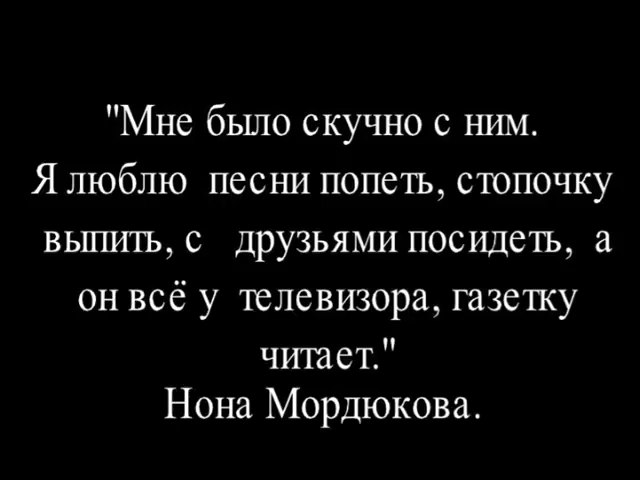 "Мне было скучно с ним.
Я люблю песни попеть, стопочку
выпить, с друзьями посидеть, а
он всё у телевизора, газетку
читает."
Нона Мордюкова.